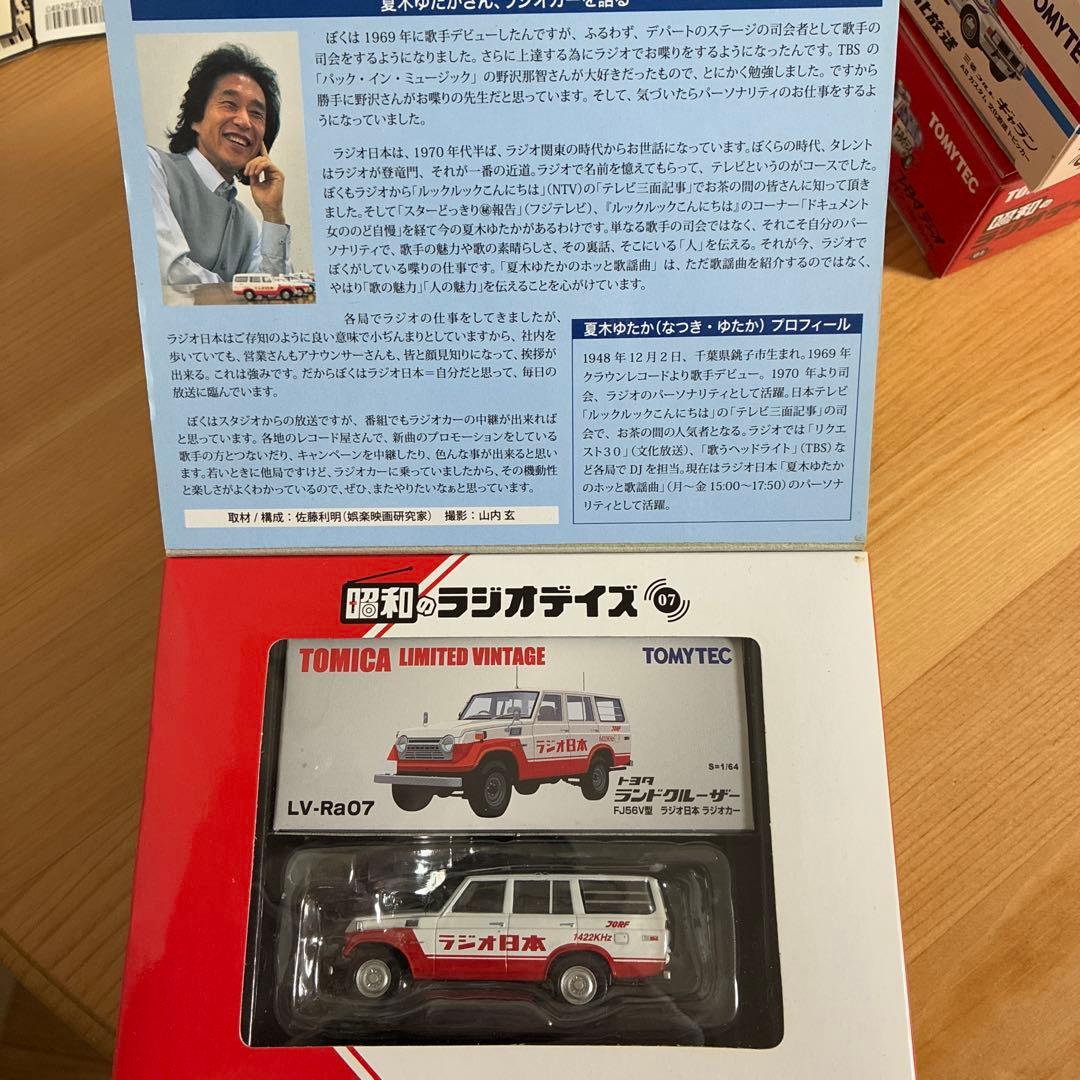 夏木ゆたかさん、ラジオカーを語る
ぼくは1969年に歌手デビューしたんですが、ふるわず、デパートのステージの司会者として歌手の
司会をするようになりました。さらに上達する為にラジオでお喋りをするようになったんです。TBSの
「パック・イン・ミュージック」の野沢那智さんが大好きだったもので、とにかく勉強しました。ですから
勝手に野沢さんがお喋りの先生だと思っています。そして、気づいたらパーソナリティのお仕事をするよ
うになっていました。
ラジオ日本は、1970年代半ば、ラジオ関東の時代からお世話になっています。ぼくらの時代、タレント
はラジオが登竜門、それが一番の近道。ラジオで名前を憶えてもらって、テレビというのがコースでした。
ぼくもラジオから「ルックルックこんにちは」(NTV)の「テレビ三面記事」でお茶の間の皆さんに知って頂き
ました。そして「スターどっきり㊙報告」(フジテレビ)、『ルックルックこんにちは』のコーナー「ドキュメント
女ののど自慢」を経て今の夏木ゆたかがあるわけです。単なる歌手の司会ではなく、それこそ自分のパー
ソナリティで、歌手の魅力や歌の素晴らしさ、その裏話、そこにいる「人」を伝える。それが今、ラジオで
ぼくがしている喋りの仕事です。「夏木ゆたかのホッと歌謡曲」は、ただ歌謡曲を紹介するのではなく、
やはり「歌の魅力」「人の魅力」を伝えることを心がけています。
各局でラジオの仕事をしてきましたが、
ラジオ日本はご存知のように良い意味で小ぢんまりとしていますから、社内を
歩いていても、営業さんもアナウンサーさんも、皆と顔見知りになって、挨拶が
出来る。これは強みです。だからぼくはラジオ日本=自分だと思って、毎日の
放送に臨んでいます。
ぼくはスタジオからの放送ですが、番組でもラジオカーの中継が出来れば
と思っています。各地のレコード屋さんで、新曲のプロモーションをしている
歌手の方とつないだり、キャンペーンを中継したり、色んな事が出来ると思い
ます。若いときに他局ですけど、ラジオカーに乗っていましたから、その機動性
と楽しさがよくわかっているので、ぜひ、またやりたいなぁと思っています。
取材/構成:佐藤利明(娯楽映画研究家) 撮影:山内 玄
夏木ゆたか(なつき・ゆたか) プロフィール
1948年12月2日、千葉県銚子市生まれ。1969年
クラウンレコードより歌手デビュー。1970年より司
会、ラジオのパーソナリティとして活躍。日本テレビ
「ルックルックこんにちは」の「テレビ三面記事」の司
会で、お茶の間の人気者となる。ラジオでは「リクエ
スト30」(文化放送)、「歌うヘッドライト」(TBS)な
ど各局でDJを担当。現在はラジオ日本「夏木ゆたか
のホッと歌謡曲」(月〜金15:00〜17:50)のパーソナ
リティとして活躍。
昭和のラジオデイズ 07
TOMICA LIMITED VINTAGE TOMYTEC
ラジオ日本
JORF
S=1/64
LV-Ra07
トヨタ
ランドクルーザー
FJ56V型 ラジオ日本 ラジオカー
ラジオ日本
JORF
1422KHz
TOMYTEC
昭和の